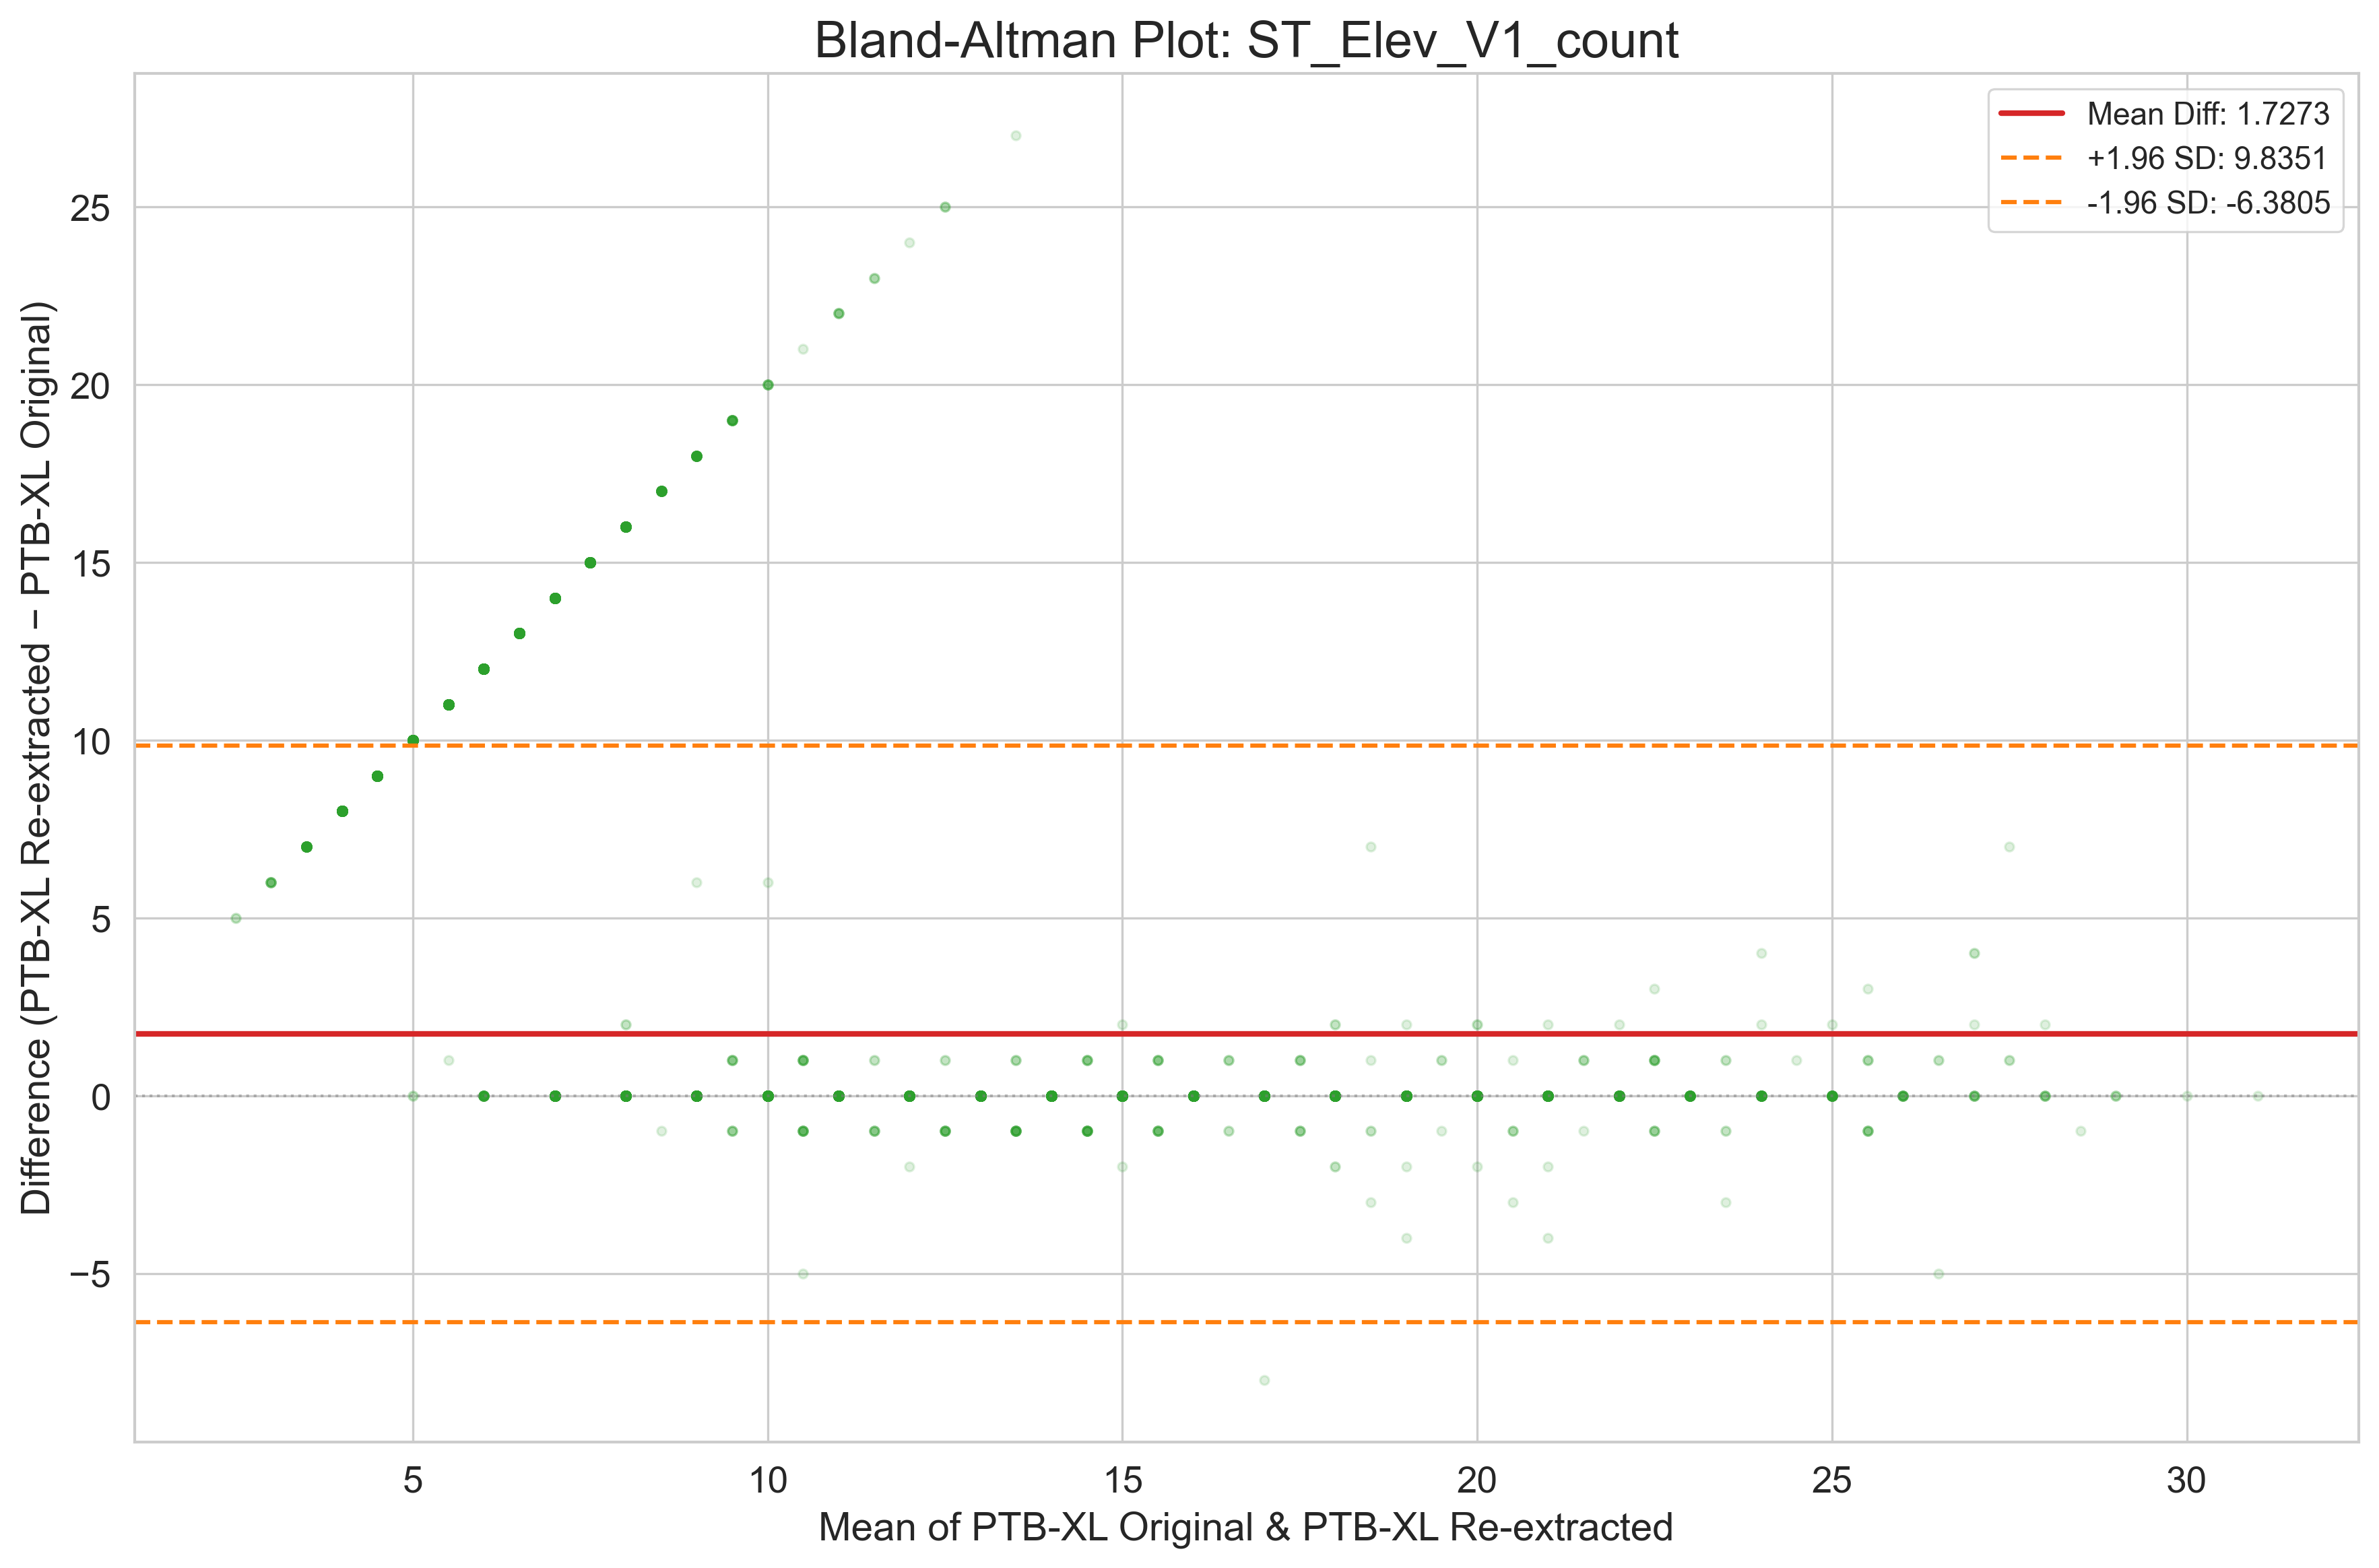 Bland-Altman Plot: ST_Elev_V1_count
Mean Diff: 1.7273
+1.96 SD: 9.8351
-1.96 SD: -6.3805
Difference (PTB-XL Re-extracted − PTB-XL Original)
25
20
15
10
5
0
−5
5
10
15
20
25
30
Mean of PTB-XL Original & PTB-XL Re-extracted